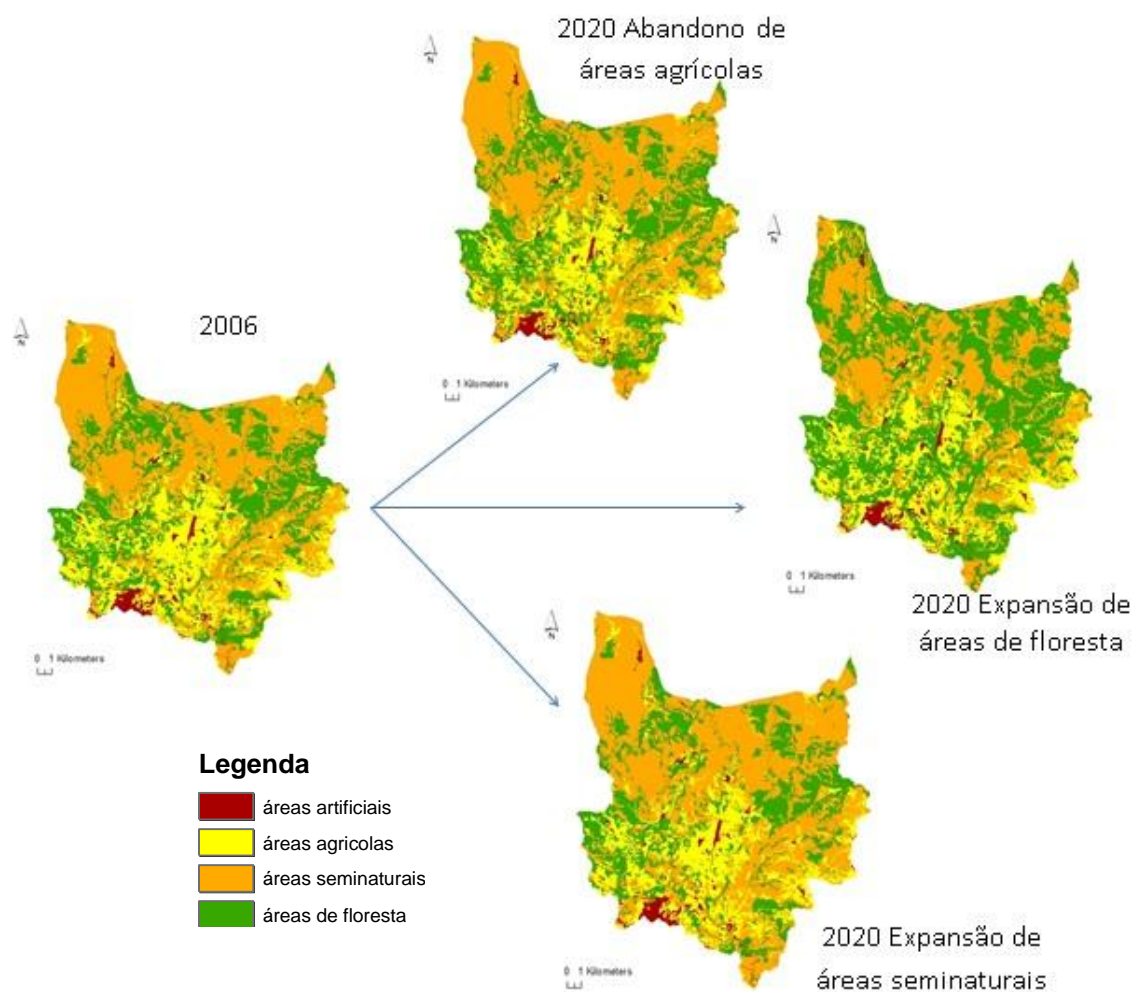 2020 Abandono de
áreas agrícolas
N
0 1 Kilometers
2006
N
0 1 Kilometers
N
0 1 Kilometers
2020 Expansão de
áreas de floresta
N
0 1 Kilometers
2020 Expansão de
áreas seminaturais
Legenda
áreas artificiais
áreas agricolas
áreas seminaturais
áreas de floresta